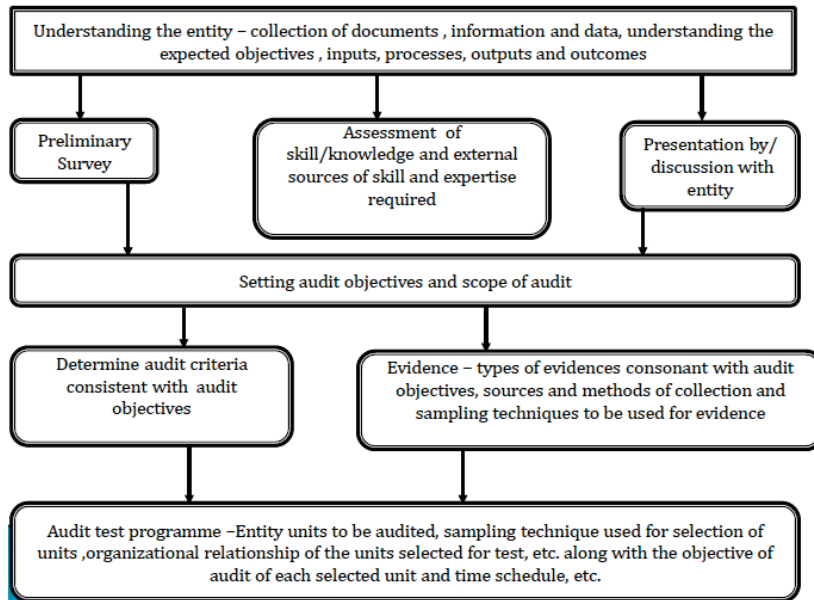 Understanding the entity – collection of documents , information and data, understanding the
expected objectives , inputs, processes, outputs and outcomes
Preliminary
Survey
Assessment of
skill/knowledge and external
sources of skill and expertise
required
Presentation by/
discussion with
entity
Setting audit objectives and scope of audit
Determine audit criteria
consistent with audit
objectives
Evidence – types of evidences consonant with audit
objectives, sources and methods of collection and
sampling techniques to be used for evidence
Audit test programme –Entity units to be audited, sampling technique used for selection of
units ,organizational relationship of the units selected for test, etc. along with the objective of
audit of each selected unit and time schedule, etc.